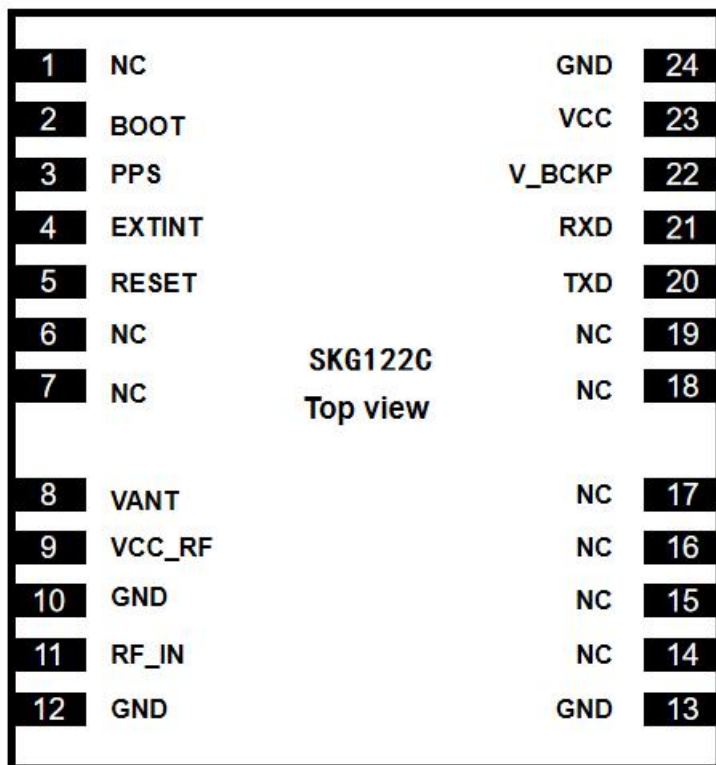 1 NC GND 24
2 BOOT VCC 23
3 PPS V_BCKP 22
4 EXTINT RXD 21
5 RESET TXD 20
6 NC NC 19
SKG122C
7 NC NC 18
Top view
8 VANT NC 17
9 VCC_RF NC 16
10 GND NC 15
11 RF_IN NC 14
12 GND GND 13